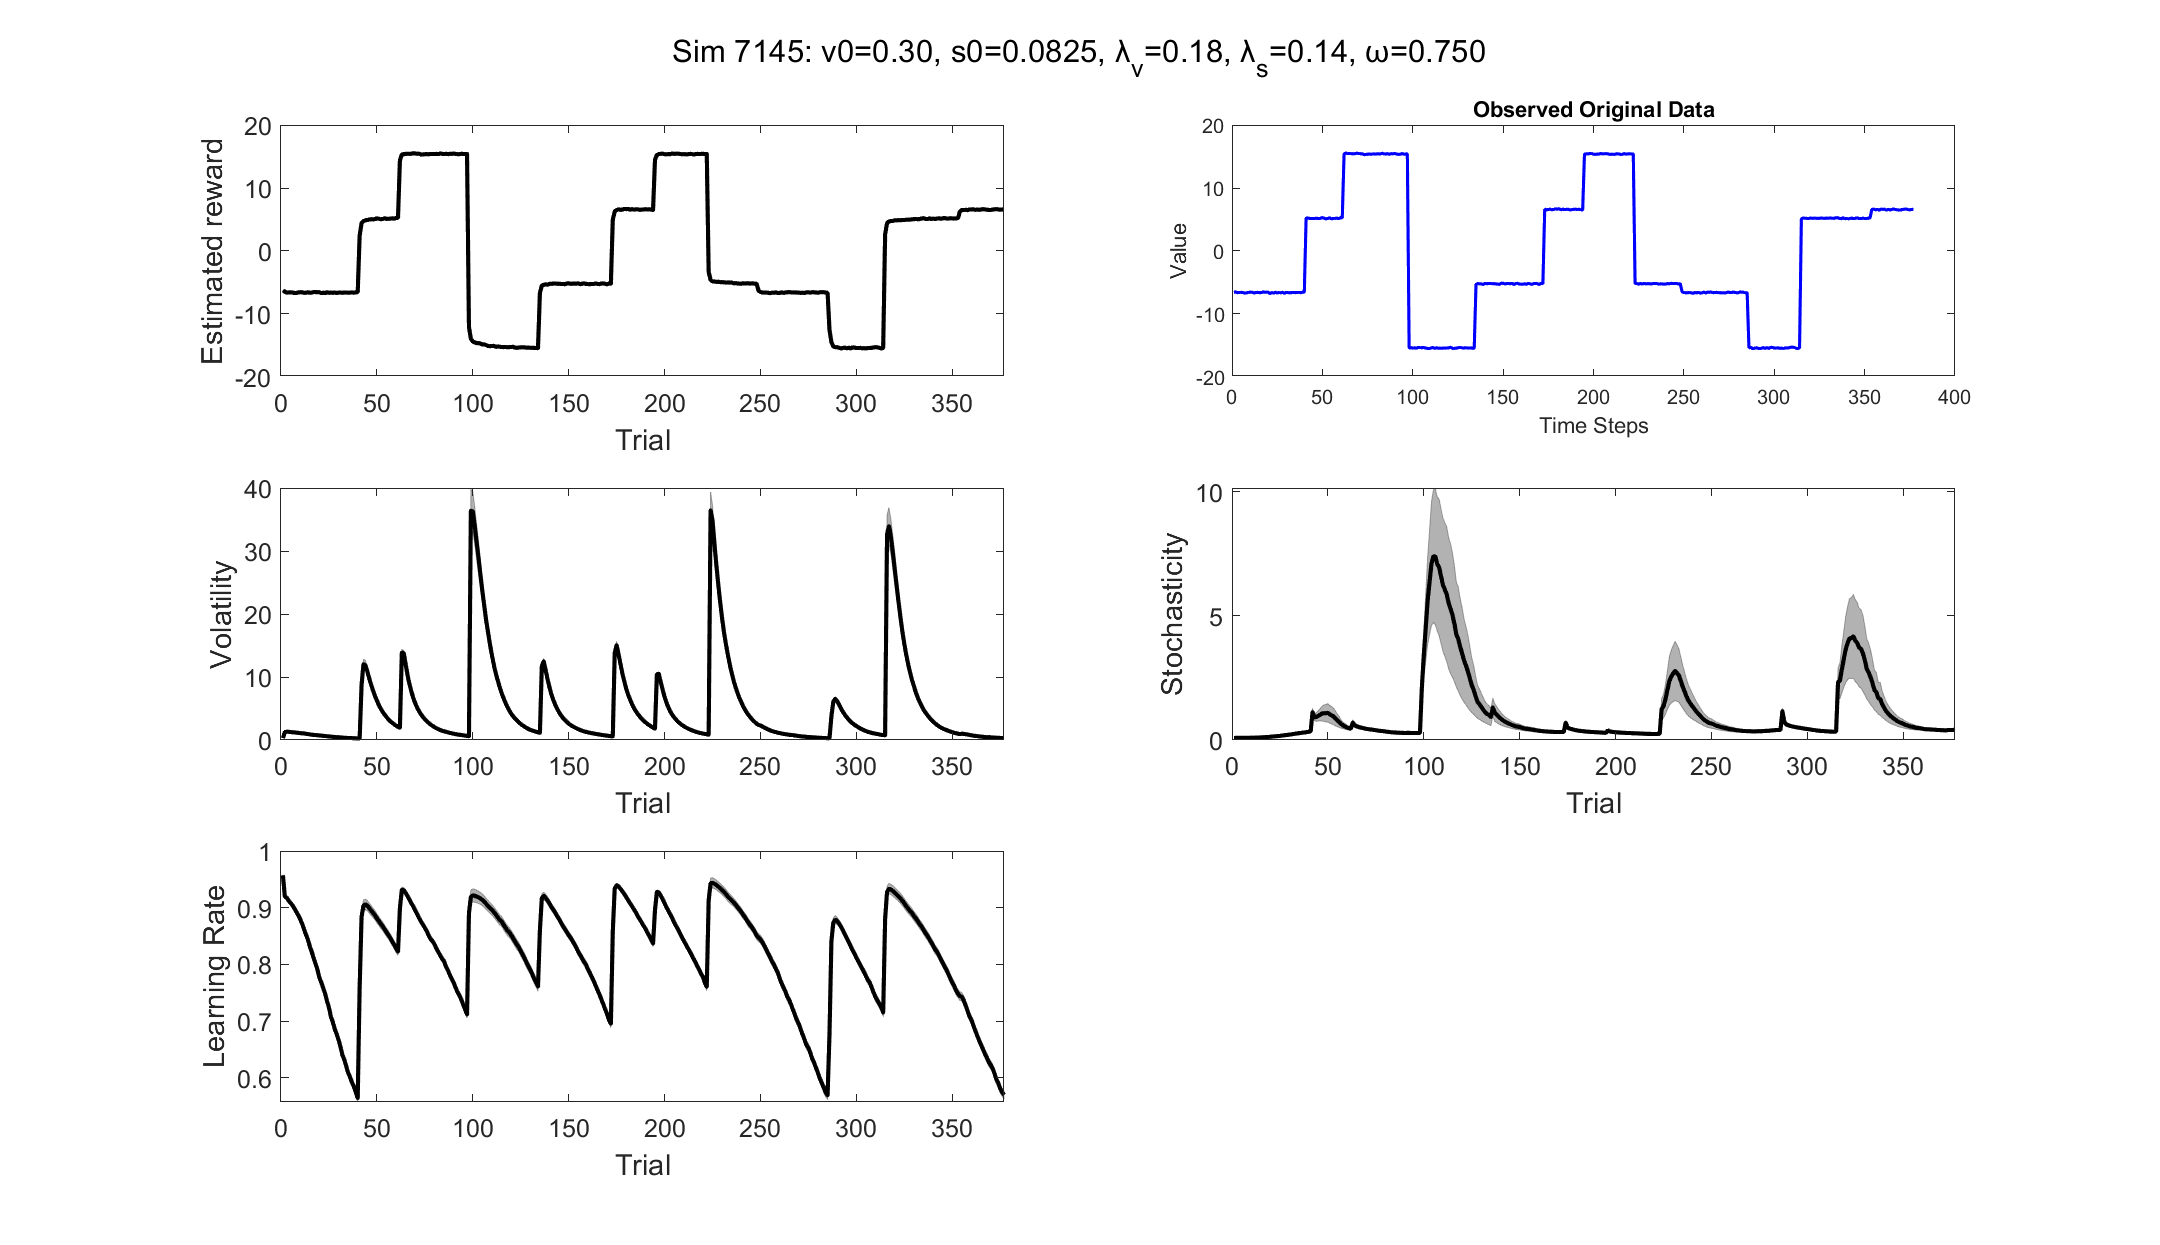 Sim 7145: v0=0.30, s0=0.0825, λ_v=0.18, λ_s=0.14, ω=0.750
Estimated reward
20
10
0
-10
-20
0 50 100 150 200 250 300 350
Trial
Observed Original Data
Value
20
10
0
-10
-20
0 50 100 150 200 250 300 350 400
Time Steps
Volatility
40
30
20
10
0
0 50 100 150 200 250 300 350
Trial
Stochasticity
10
5
0
0 50 100 150 200 250 300 350
Trial
Learning Rate
1
0.9
0.8
0.7
0.6
0 50 100 150 200 250 300 350
Trial